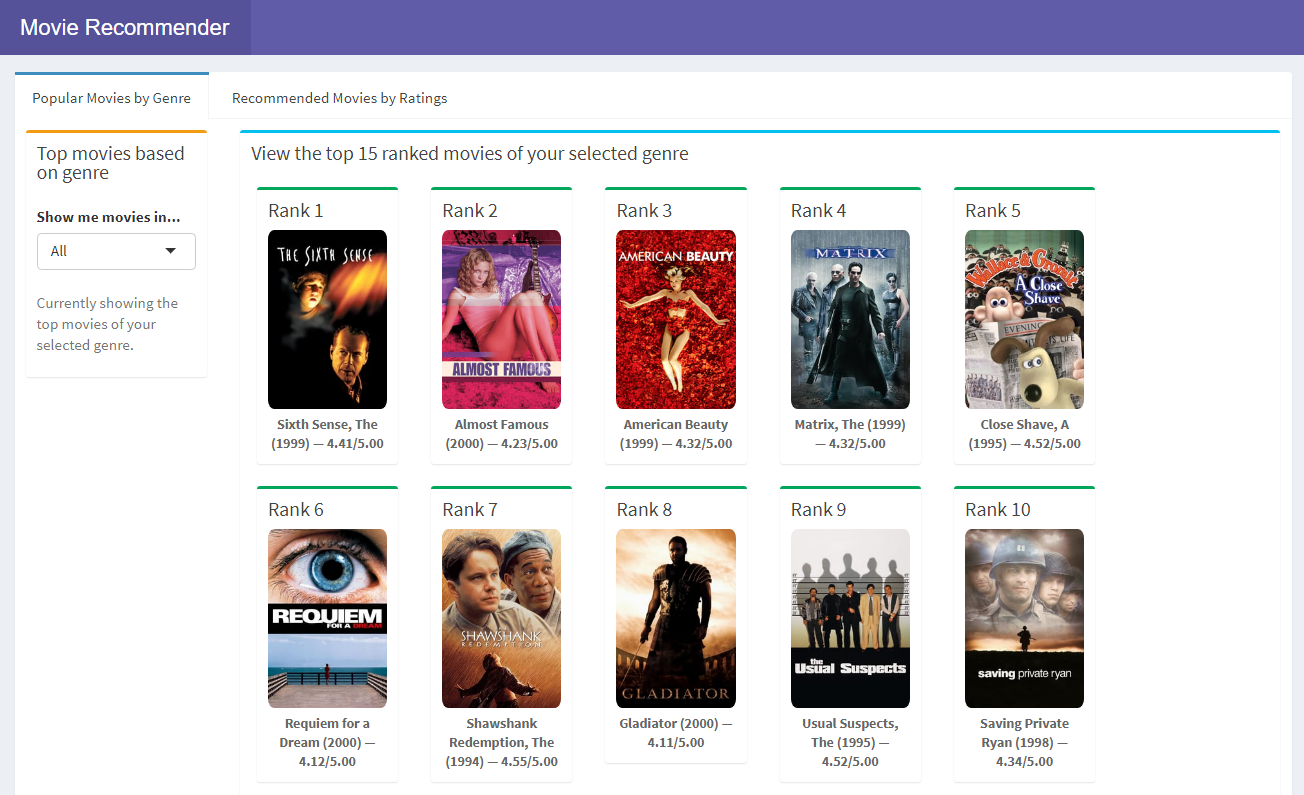 Movie Recommender
Popular Movies by Genre
Recommended Movies by Ratings
Top movies based
on genre
Show me movies in...
All
Currently showing the
top movies of your
selected genre.
View the top 15 ranked movies of your selected genre
Rank 1
THE SIXTH SENSE
Sixth Sense, The
(1999) — 4.41/5.00
Rank 2
ALMOST FAMOUS
Almost Famous
(2000) — 4.23/5.00
Rank 3
AMERICAN BEAUTY
American Beauty
(1999) — 4.32/5.00
Rank 4
MATRIX
Matrix, The (1999)
— 4.32/5.00
Rank 5
Wallace & Gromit
A Close
Shave
EVENING
Close Shave, A
(1995) — 4.52/5.00
Rank 6
REQUIEM
FOR A DREAM
Requiem for a
Dream (2000) —
4.12/5.00
Rank 7
SHAWSHANK
REDEMPTION
Shawshank
Redemption, The
(1994) — 4.55/5.00
Rank 8
GLADIATOR
Gladiator (2000) —
4.11/5.00
Rank 9
the
Usual Suspects
Usual Suspects,
The (1995) —
4.52/5.00
Rank 10
saving private ryan
Saving Private
Ryan (1998) —
4.34/5.00